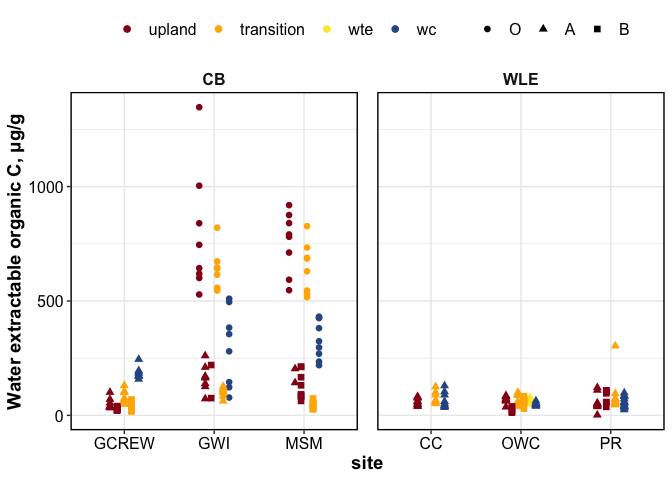 upland transition wte wc O A B
CB WLE
Water extractable organic C, μg/g
1000
500
0
GCREW GWI MSM CC OWC PR
site